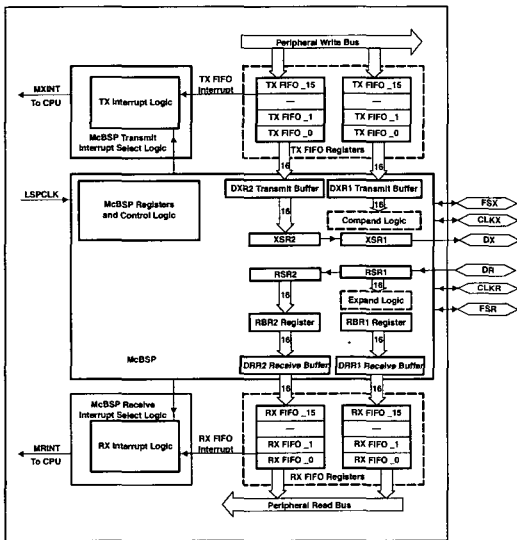 Peripheral Write Bus
MXINT
To CPU
TX Interrupt Logic
McBSP Transmit
Interrupt Select Logic
TX FIFO
Interrupt
TX FIFO _15
—
TX FIFO _1
TX FIFO _0
TX FIFO _15
—
TX FIFO _1
TX FIFO _0
TX FIFO Registers
16
16
LSPCLK
McBSP Registers
and Control Logic
DXR2 Transmit Buffer
DXR1 Transmit Buffer
16
16
Compand Logic
XSR2
XSR1
RSR2
RSR1
16
16
Expand Logic
RBR2 Register
RBR1 Register
16
16
McBSP
DRR2 Receive Buffer
DRR1 Receive Buffer
FSX
CLKX
DX
DR
CLKR
FSR
16
16
McBSP Receive
Interrupt Select Logic
RX Interrupt Logic
MRINT
To CPU
RX FIFO
Interrupt
RX FIFO _15
—
RX FIFO _1
RX FIFO _0
RX FIFO _15
—
RX FIFO _1
RX FIFO _0
RX FIFO Registers
Peripheral Read Bus